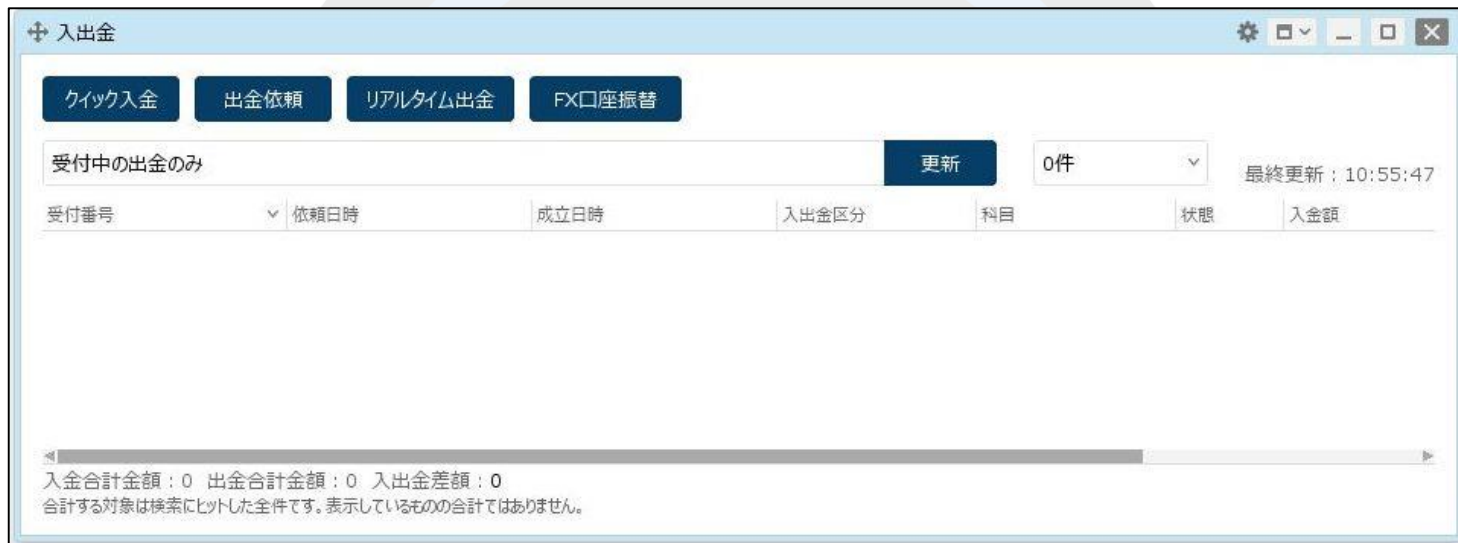 入出金
クイック入金 出金依頼 リアルタイム出金 FX口座振替
受付中の出金のみ 更新 0件 最終更新：10:55:47
受付番号 依頼日時 成立日時 入出金区分 科目 状態 入金額
入金合計金額：0 出金合計金額：0 入出金差額：0
合計する対象は検索にヒットした全件です。表示しているものの合計ではありません。